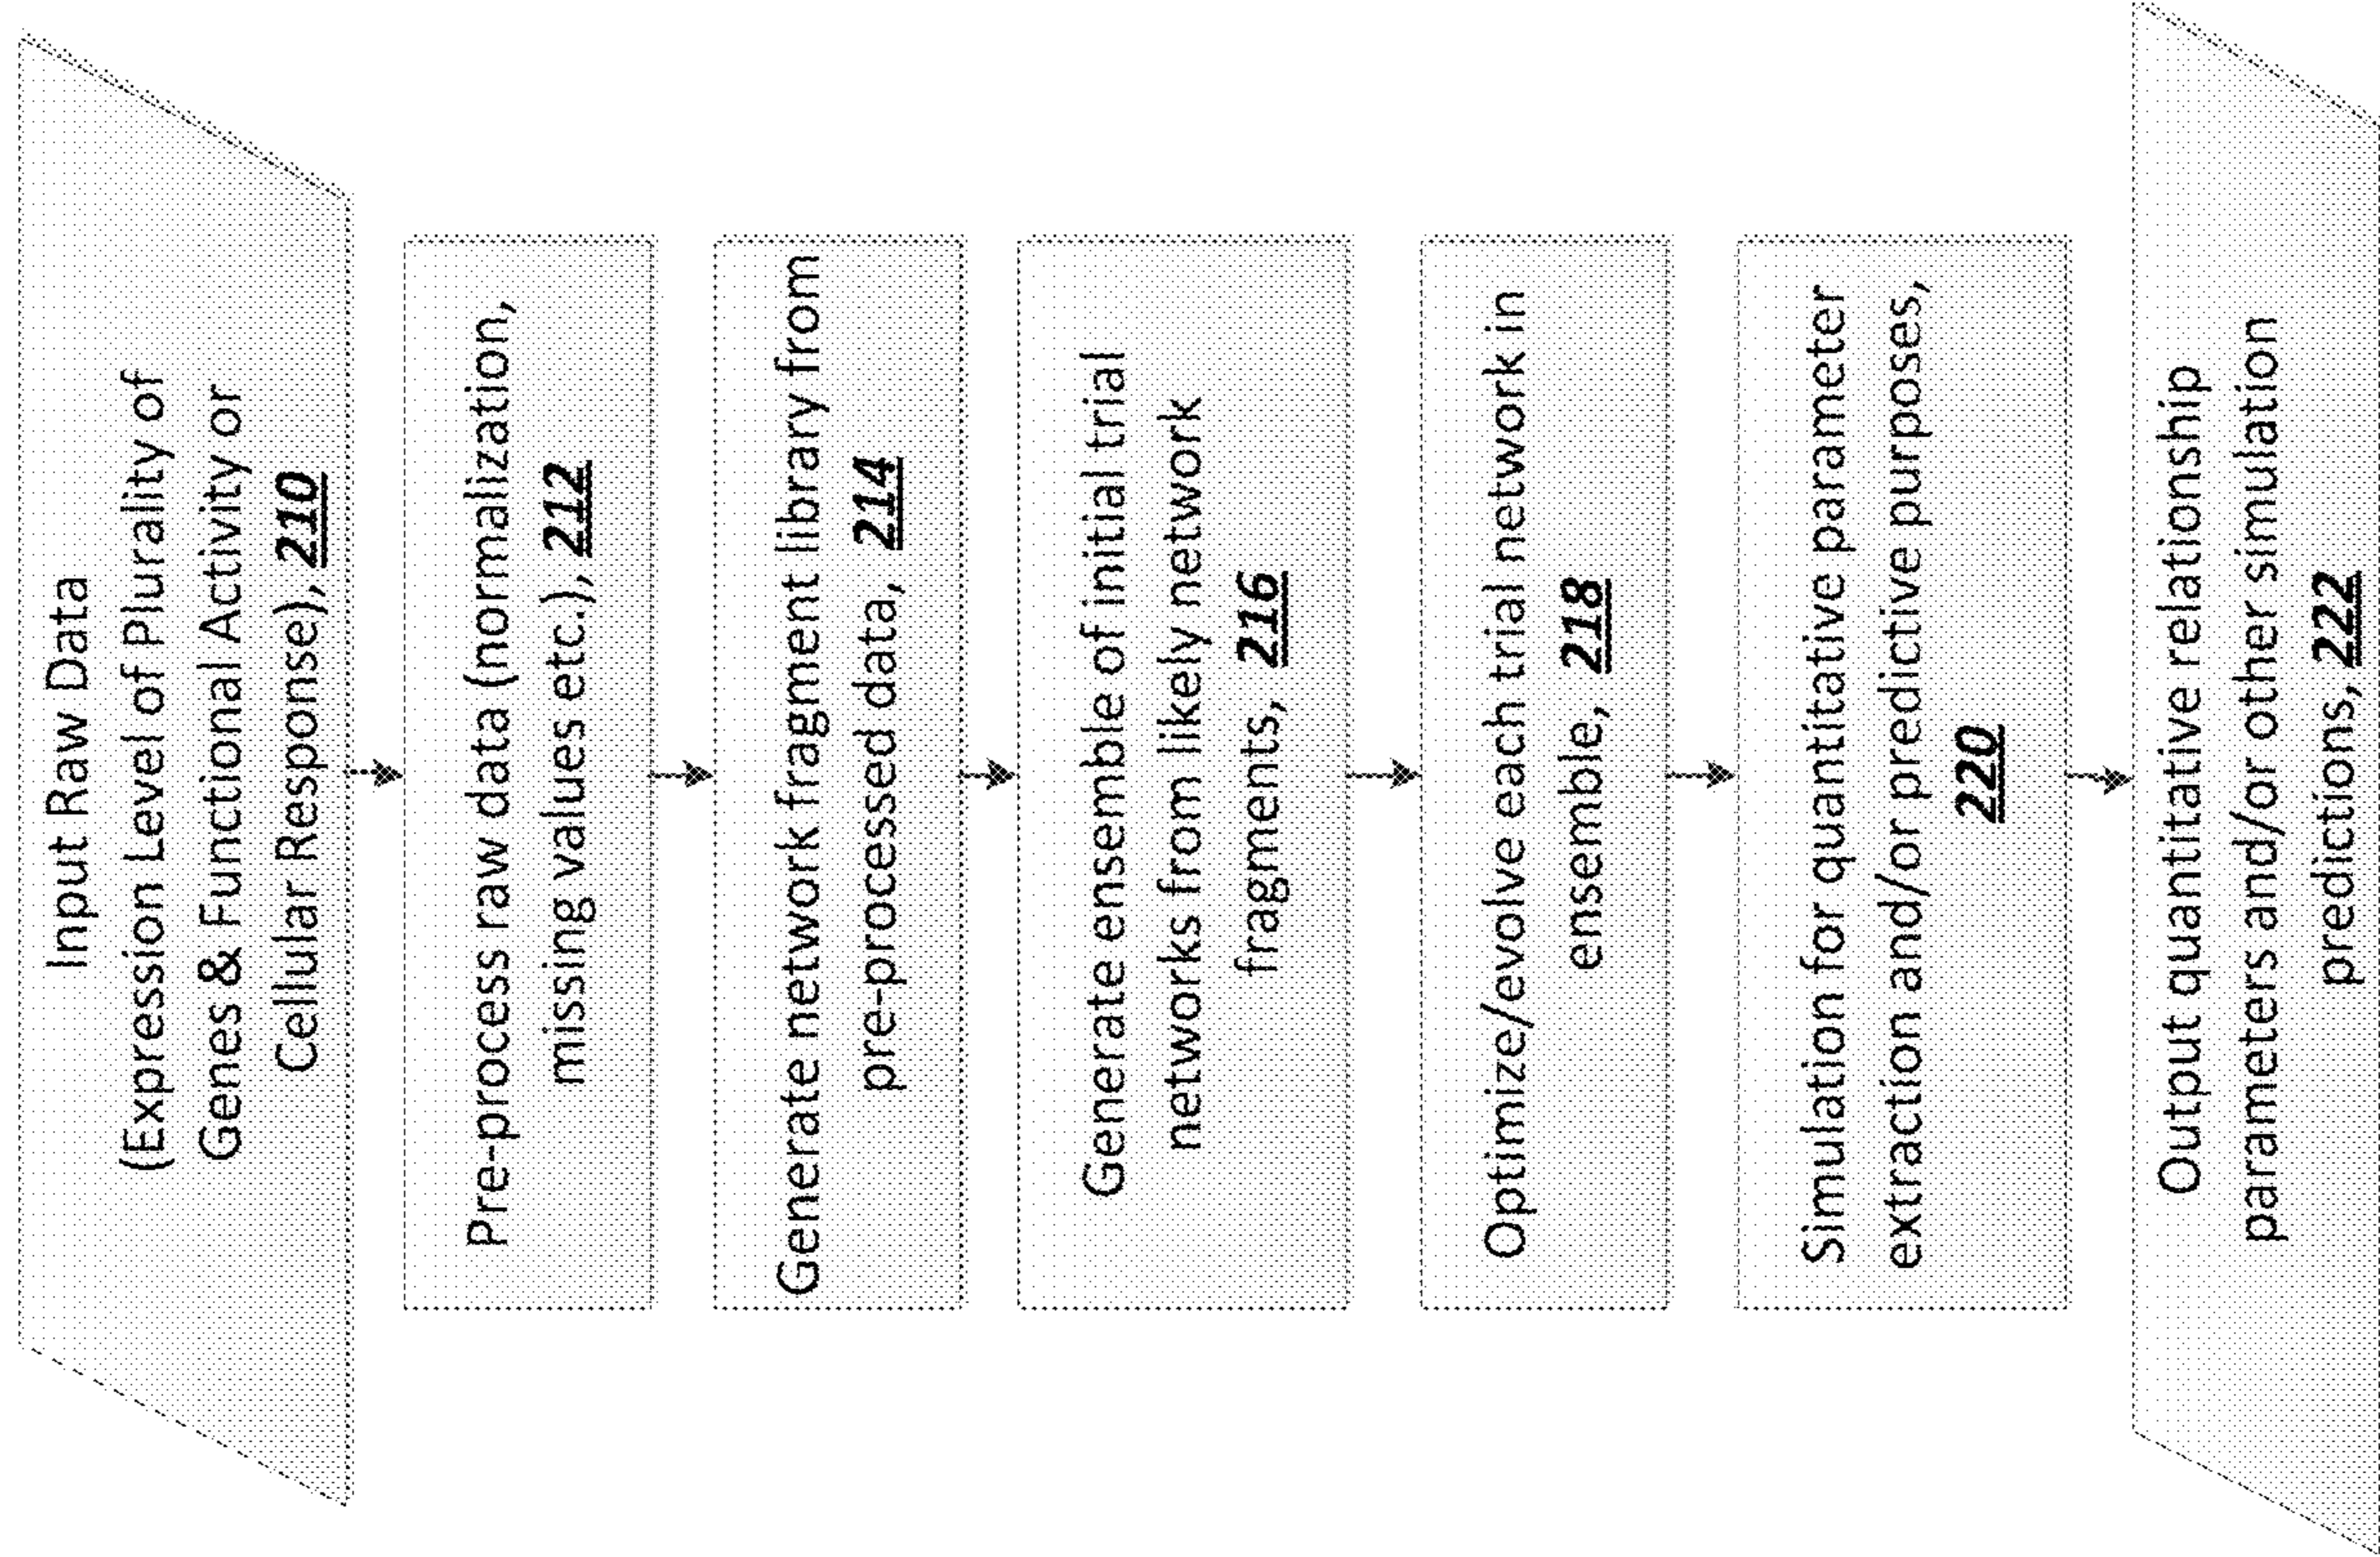 Input Raw Data
(Expression Level of Plurality of
Genes & Functional Activity or
Cellular Response), 210
Pre-process raw data (normalization,
missing values etc.), 212
Generate network fragment library from
pre-processed data, 214
Generate ensemble of initial trial
networks from likely network
fragments, 216
Optimize/evolve each trial network in
ensemble, 218
Simulation for quantitative parameter
extraction and/or predictive purposes,
220
Output quantitative relationship
parameters and/or other simulation
predictions, 222